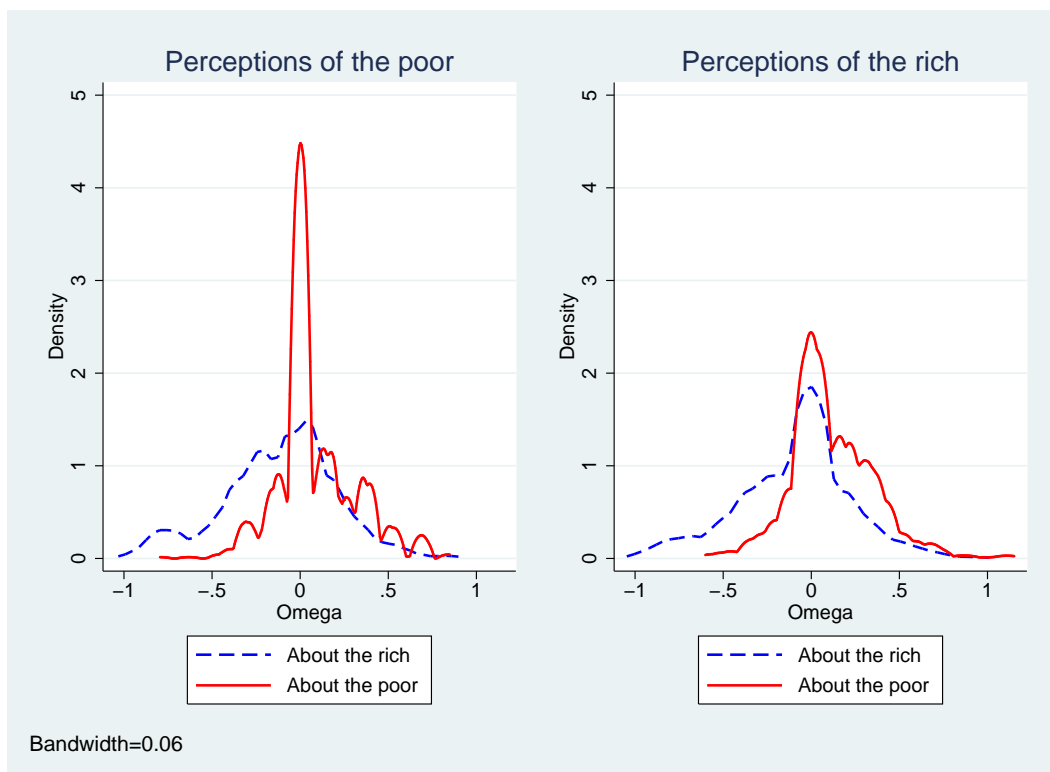 Perceptions of the poor
5
4
3
2
1
0
Density
−1 −.5 0 .5 1
Omega
About the rich
About the poor
Perceptions of the rich
5
4
3
2
1
0
Density
−1 −.5 0 .5 1
Omega
About the rich
About the poor
Bandwidth=0.06